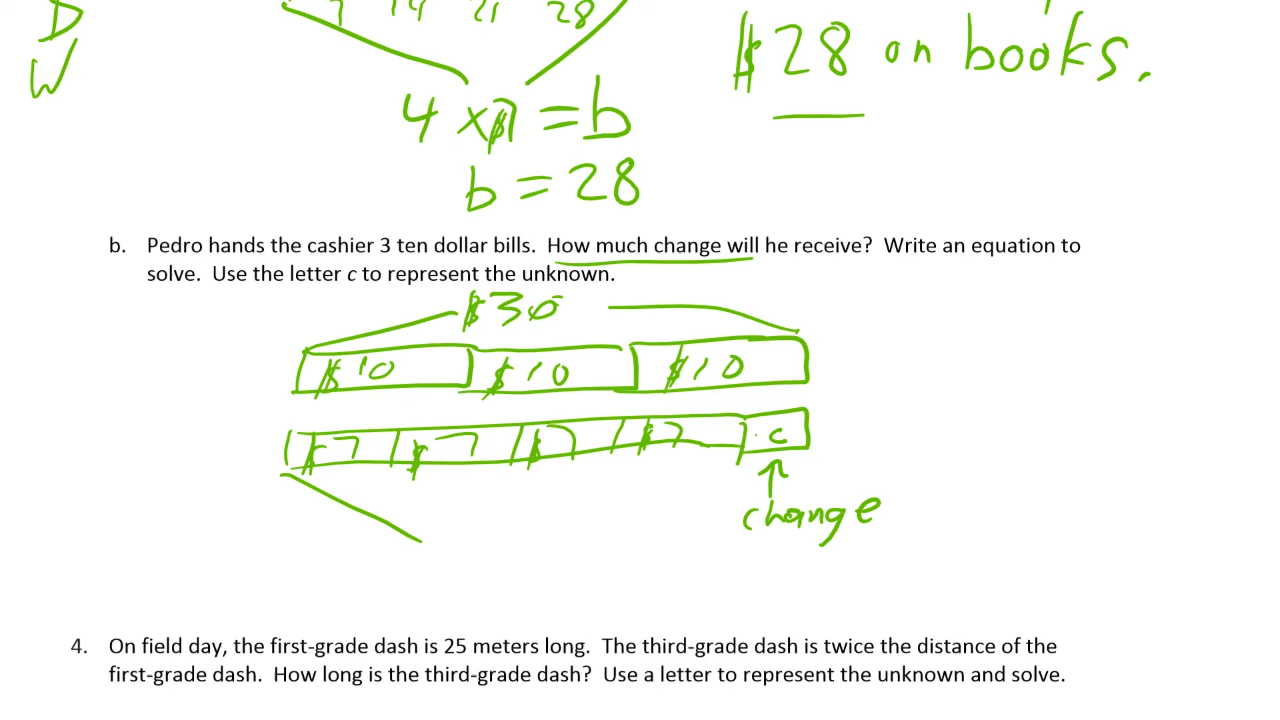 D
W
7 14 21 28
$28 on books.
4 × $7 = b
b = 28
b. Pedro hands the cashier 3 ten dollar bills. How much change will he receive? Write an equation to
solve. Use the letter c to represent the unknown.
$30
$10 $10 $10
$7 $7 $7 $7 c
change
4. On field day, the first-grade dash is 25 meters long. The third-grade dash is twice the distance of the
first-grade dash. How long is the third-grade dash? Use a letter to represent the unknown and solve.